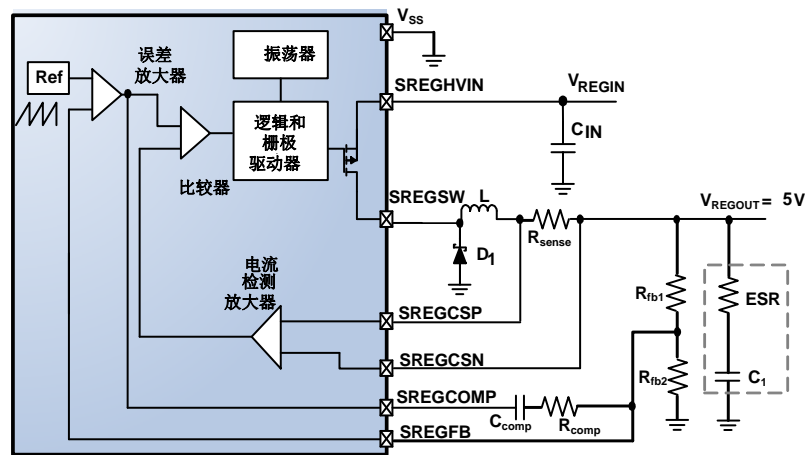 V_SS
误差
放大器
振荡器
Ref
SREGHVIN
V_REGIN
C_IN
逻辑和
栅极
驱动器
比较器
SREGSW
L
V_REGOUT = 5V
R_sense
D_1
电流
检测
放大器
R_fb1
ESR
SREGCSP
SREGCSN
R_fb2
C_1
SREGCOMP
C_comp
R_comp
SREGFB